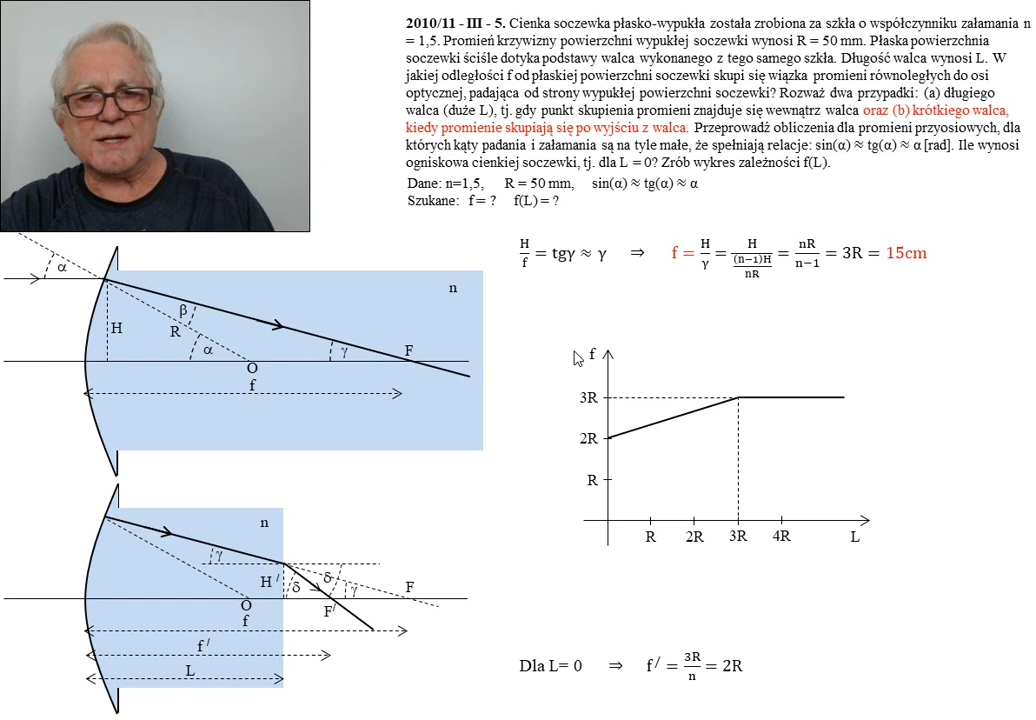 2010/11 - III - 5. Cienka soczewka płasko-wypukła została zrobiona za szkła o współczynniku załamania n
= 1,5. Promień krzywizny powierzchni wypukłej soczewki wynosi R = 50 mm. Płaska powierzchnia
soczewki ściśle dotyka podstawy walca wykonanego z tego samego szkła. Długość walca wynosi L. W
jakiej odległości f od płaskiej powierzchni soczewki skupi się wiązka promieni równoległych do osi
optycznej, padająca od strony wypukłej powierzchni soczewki? Rozważ dwa przypadki: (a) długiego
walca (duże L), tj. gdy punkt skupienia promieni znajduje się wewnątrz walca oraz (b) krótkiego walca,
kiedy promienie skupiają się po wyjściu z walca. Przeprowadź obliczenia dla promieni przyosiowych, dla
których kąty padania i załamania są na tyle małe, że spełniają relacje: sin(α) ≈ tg(α) ≈ α [rad]. Ile wynosi
ogniskowa cienkiej soczewki, tj. dla L = 0? Zrób wykres zależności f(L).
Dane: n=1,5, R = 50 mm, sin(α) ≈ tg(α) ≈ α
Szukane: f = ? f(L) = ?
H/f = tgγ ≈ γ ⇒ f = H/γ = H/((n−1)H/nR) = nR/(n−1) = 3R = 15cm
α
n
β
H
R
α
γ
F
O
f
f
3R
2R
R
R 2R 3R 4R L
n
γ
H /
δ
δ
γ
F
O
F/
f
f /
L
Dla L= 0 ⇒ f/ = 3R/n = 2R